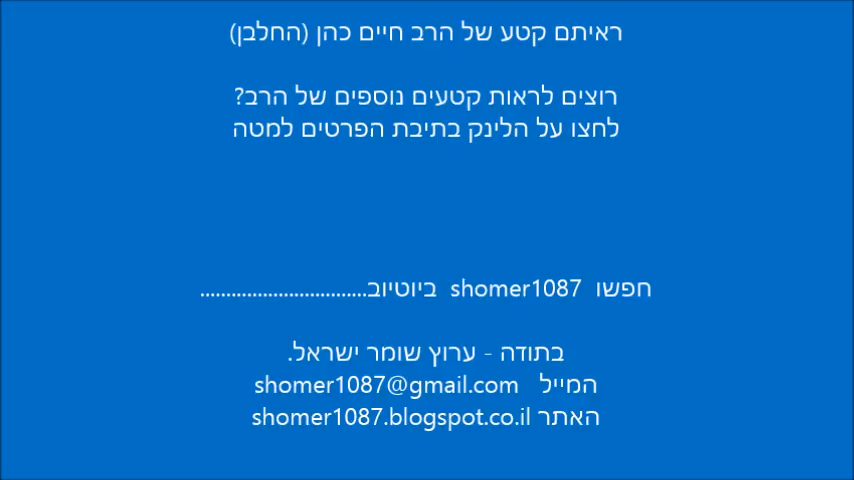 ראיתם קטע של הרב חיים כהן (החלבן)
רוצים לראות קטעים נוספים של הרב?
לחצו על הלינק בתיבת הפרטים למטה
חפשו shomer1087 ביוטיוב................................
בתודה - ערוץ שומר ישראל.
המייל shomer1087@gmail.com
האתר shomer1087.blogspot.co.il